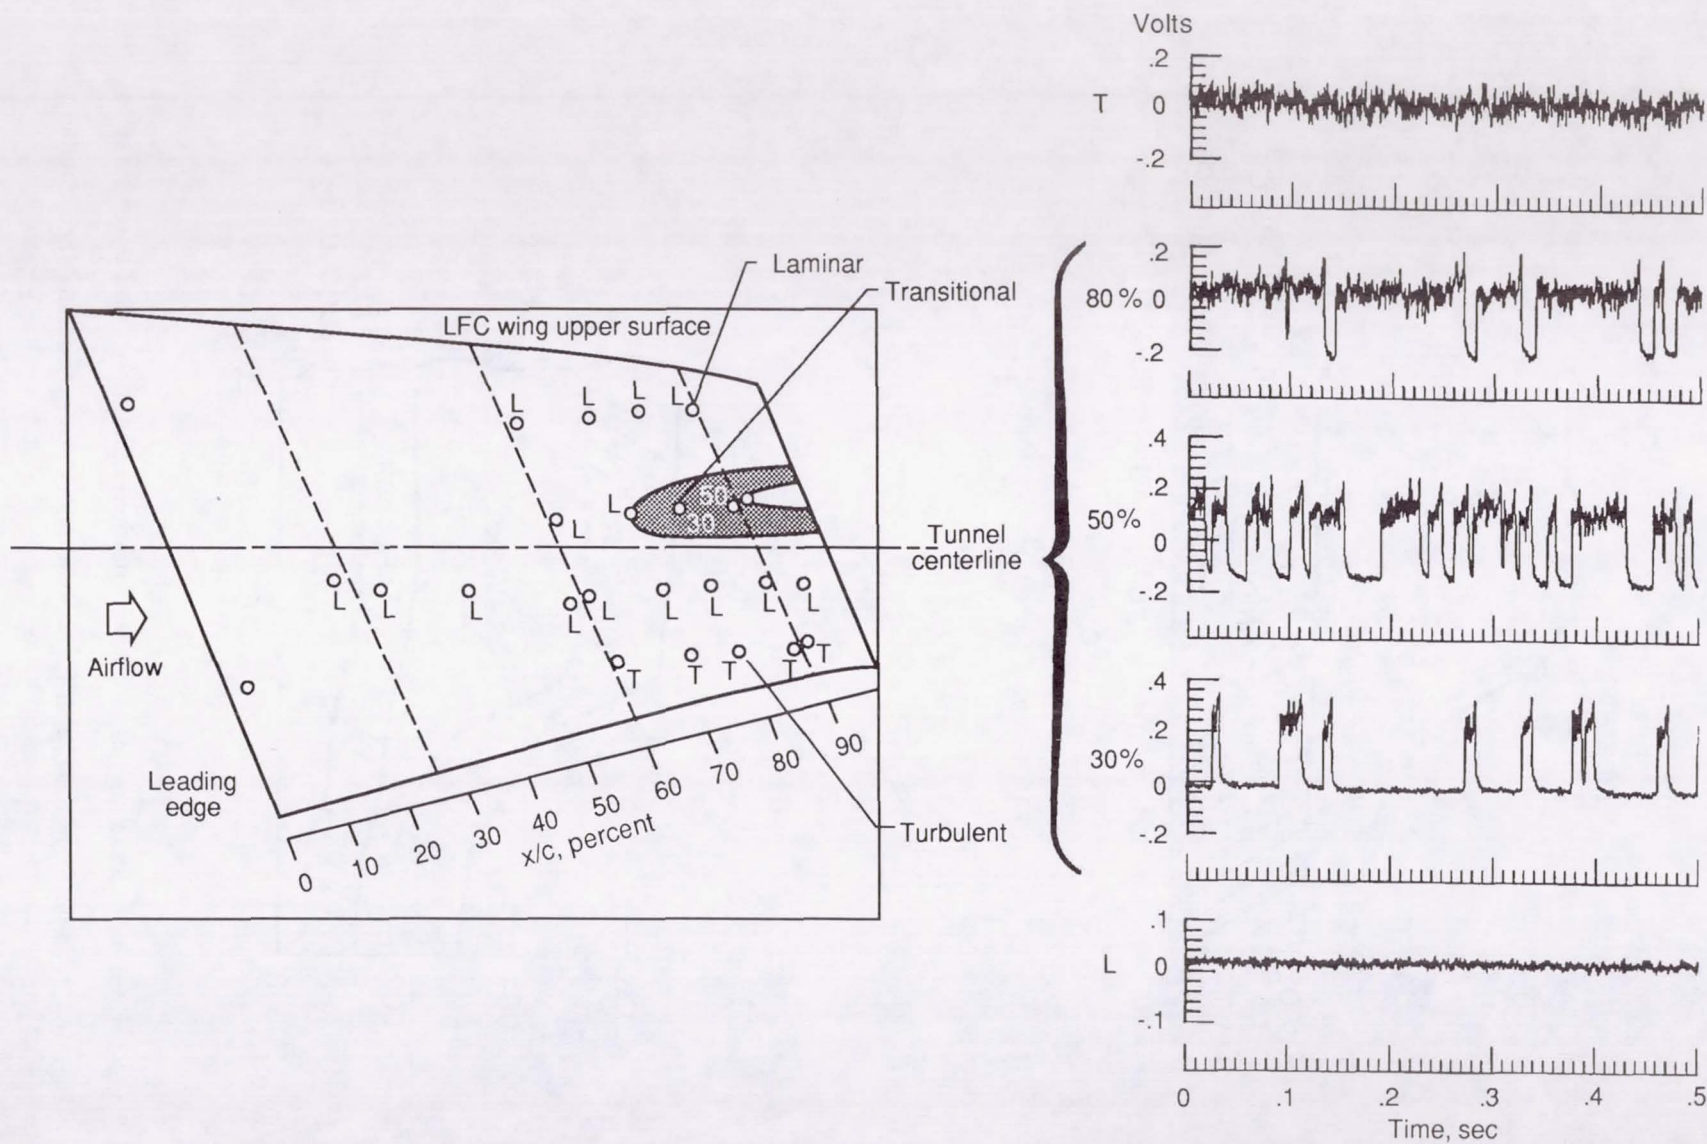 Volts
.2
T 0
-.2
.2
80 % 0
-.2
.4
.2
50%
0
-.2
.4
.2
30%
0
-.2
.1
L 0
-.1
0 .1 .2 .3 .4 .5
Time, sec
Laminar
Transitional
LFC wing upper surface
L L L L
L 50
30
L
Tunnel
centerline
L L L L L L L L L
T T T T T
Airflow
Turbulent
Leading
edge
0 10 20 30 40 50 60 70 80 90
x/c, percent